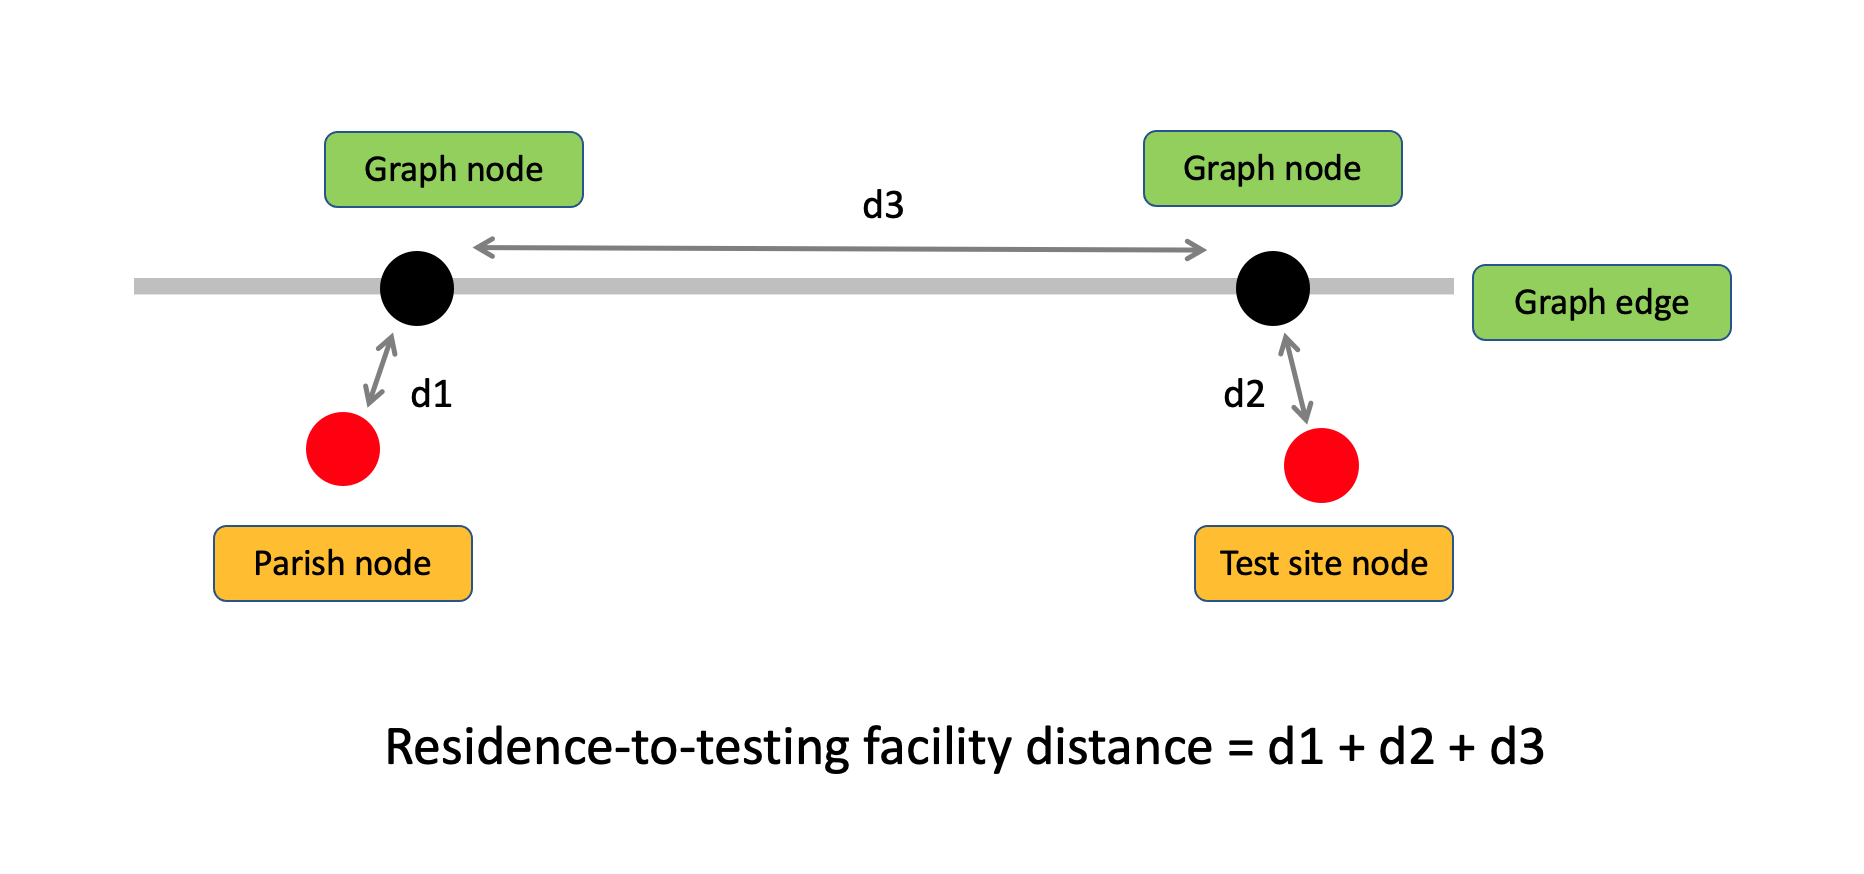 Graph node
Graph node
d3
Graph edge
d1
d2
Parish node
Test site node
Residence-to-testing facility distance = d1 + d2 + d3